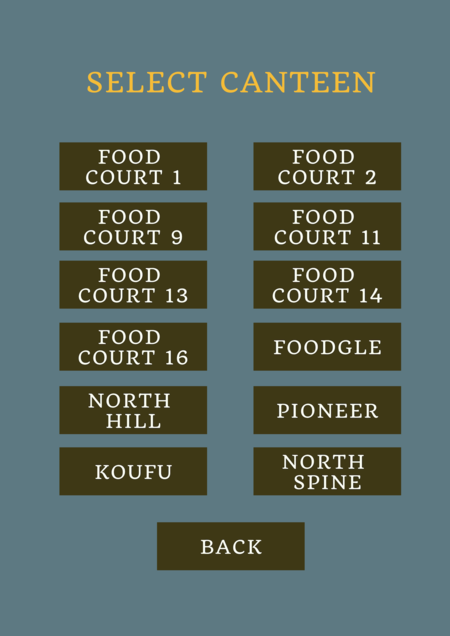 SELECT CANTEEN
FOOD
COURT 1
FOOD
COURT 2
FOOD
COURT 9
FOOD
COURT 11
FOOD
COURT 13
FOOD
COURT 14
FOOD
COURT 16
FOODGLE
NORTH
HILL
PIONEER
KOUFU
NORTH
SPINE
BACK